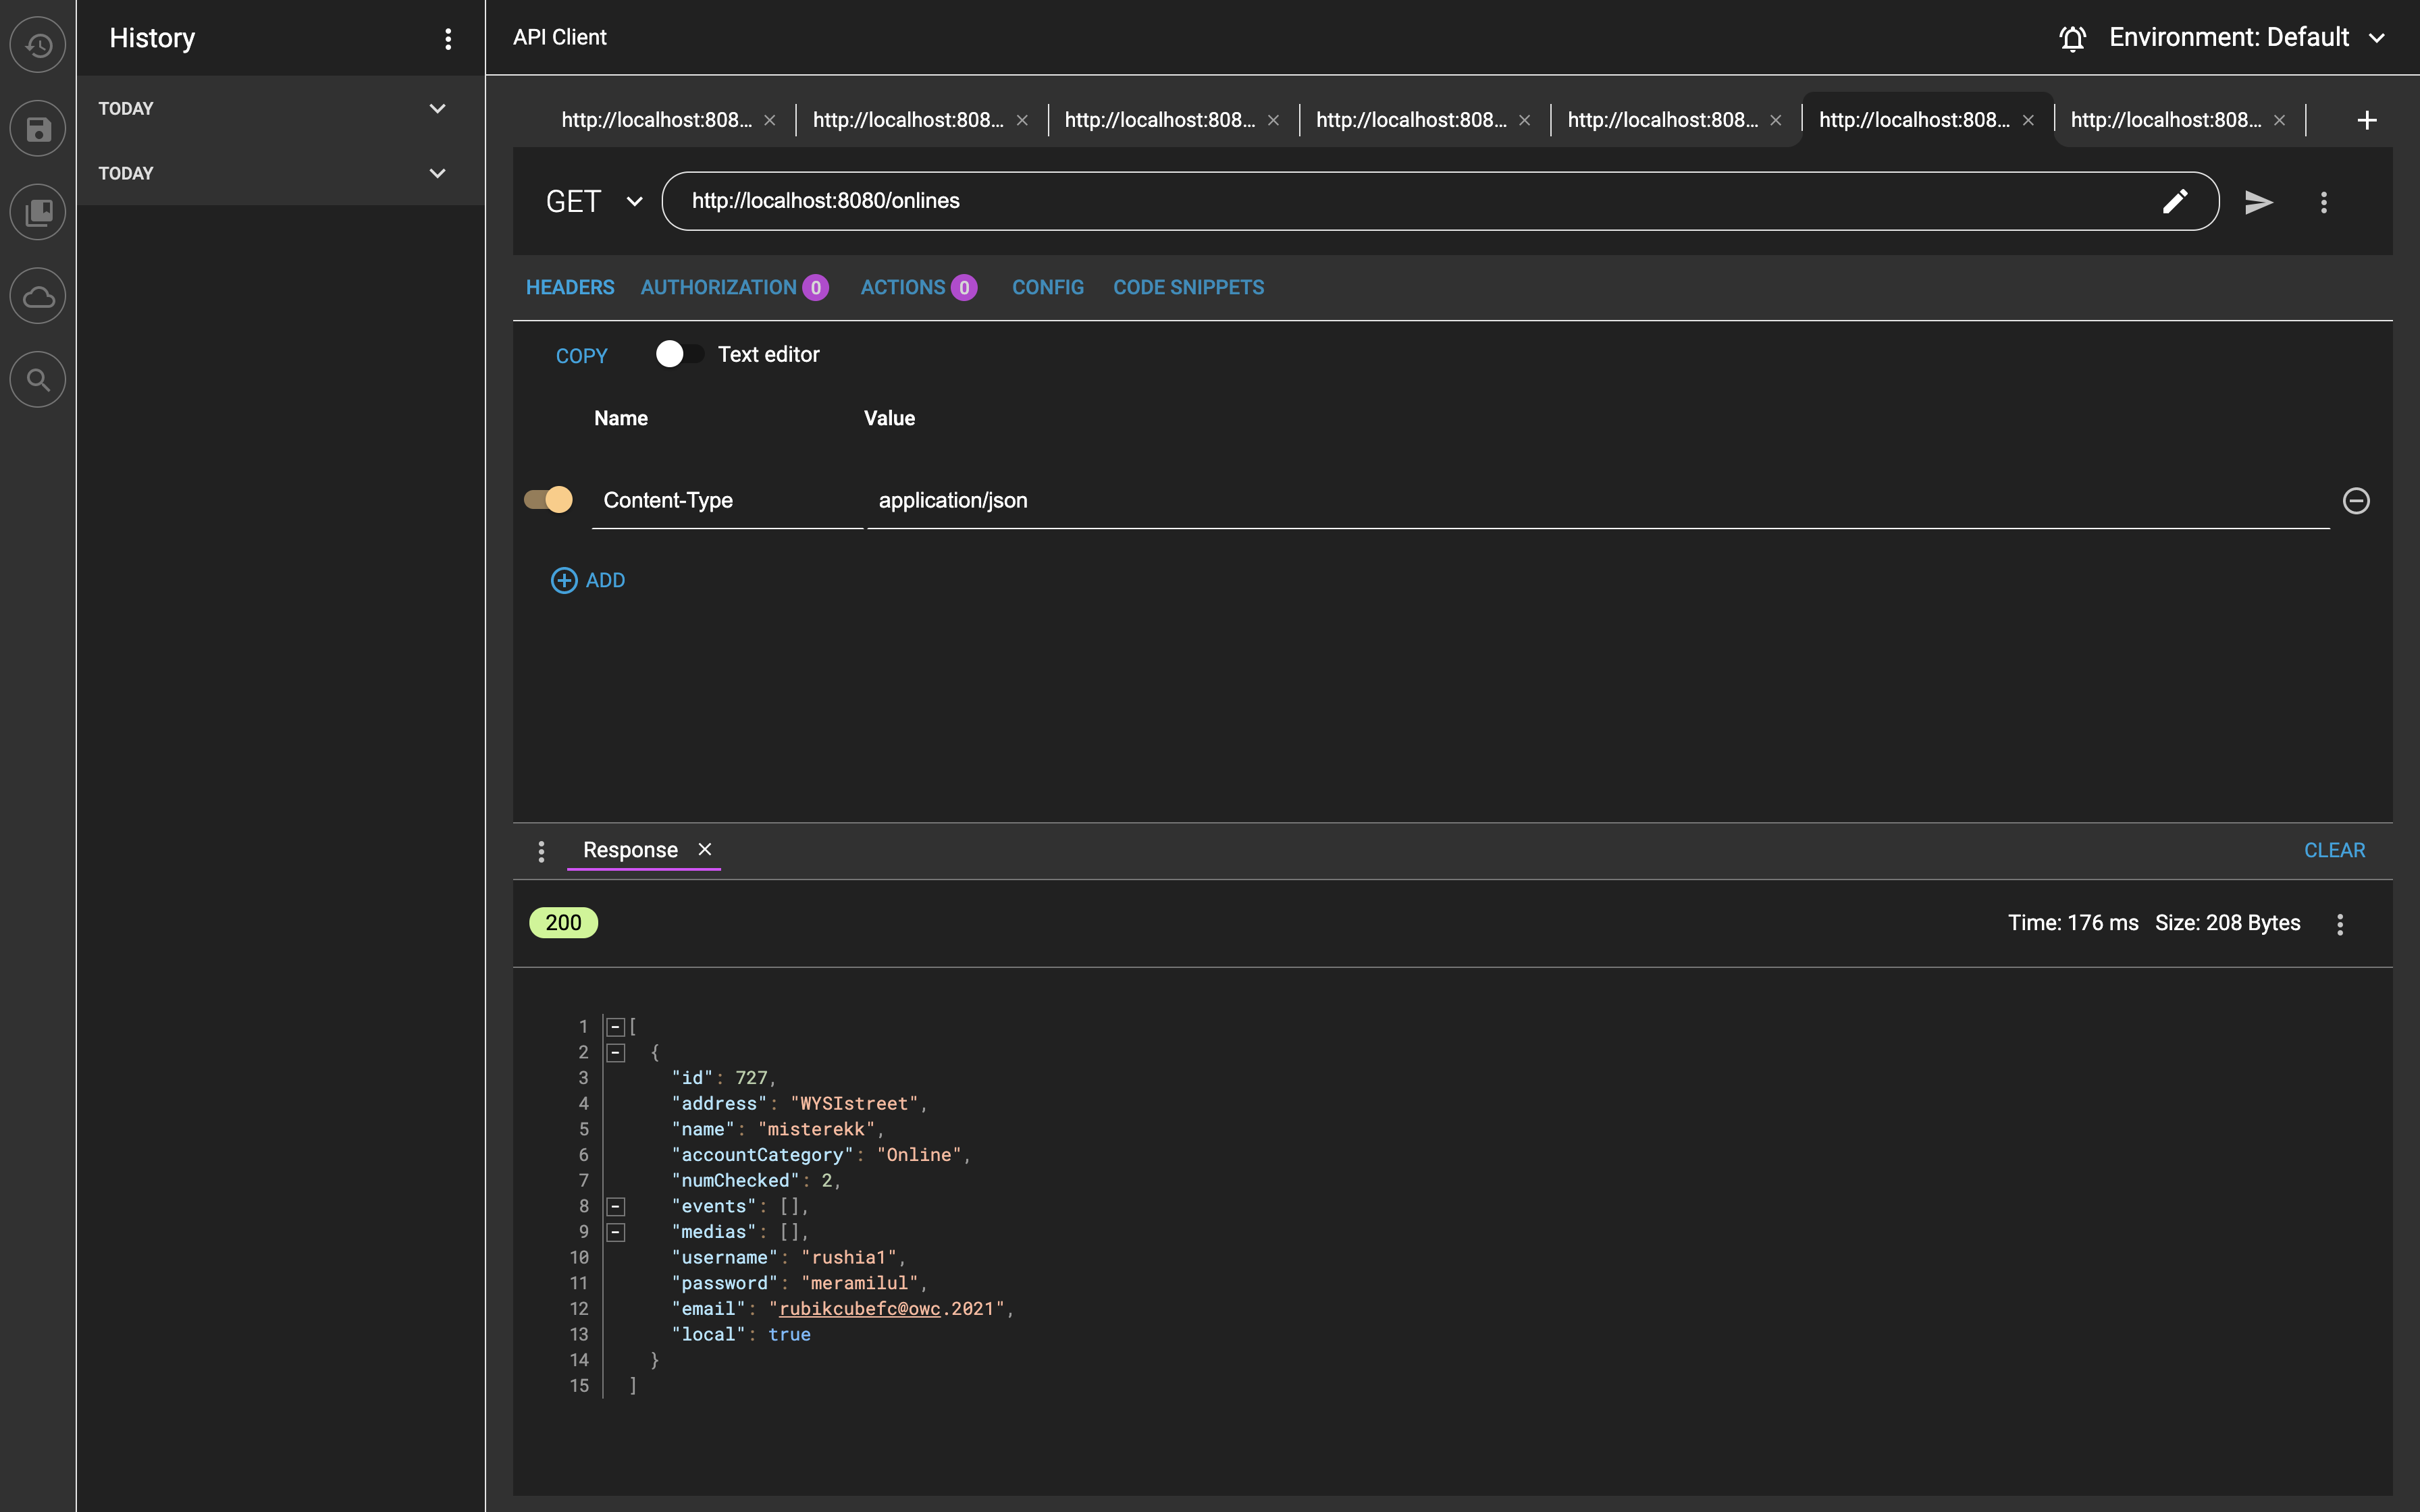 History
TODAY
TODAY
API Client
Environment: Default
http://localhost:808...
http://localhost:808...
http://localhost:808...
http://localhost:808...
http://localhost:808...
http://localhost:808...
http://localhost:808...
GET
http://localhost:8080/onlines
HEADERS AUTHORIZATION 0 ACTIONS 0 CONFIG CODE SNIPPETS
COPY Text editor
Name Value
Content-Type application/json
ADD
Response
CLEAR
200
Time: 176 ms Size: 208 Bytes
1 [
2 {
3 "id": 727,
4 "address": "WYSIstreet",
5 "name": "misterekk",
6 "accountCategory": "Online",
7 "numChecked": 2,
8 "events": [],
9 "medias": [],
10 "username": "rushia1",
11 "password": "meramilul",
12 "email": "rubikcubefc@owc.2021",
13 "local": true
14 }
15 ]